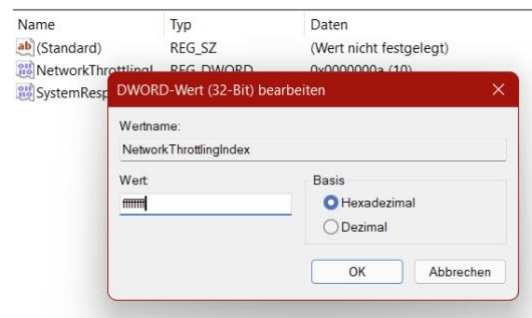 Name Typ Daten
(Standard) REG_SZ (Wert nicht festgelegt)
REG_DWORD 0x0000000a (10)
DWORD-Wert (32-Bit) bearbeiten
Wertname:
NetworkThrottlingIndex
Wert: Basis
ffffffff Hexadezimal
Dezimal
OK Abbrechen